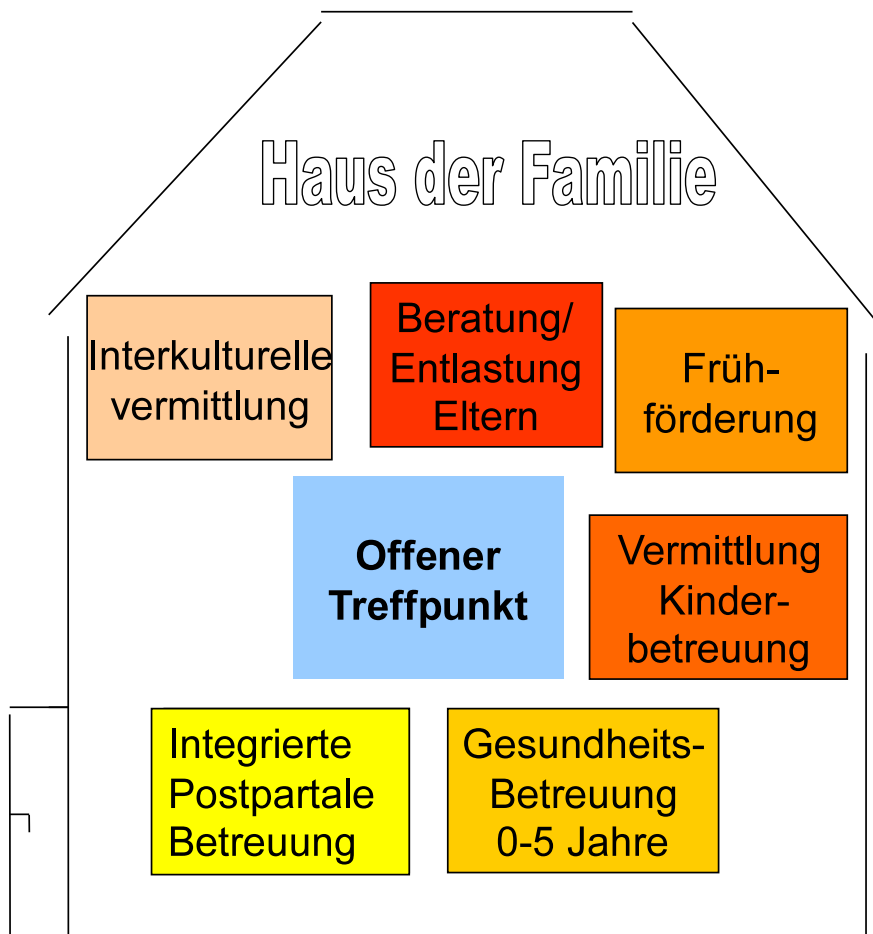 Haus der Familie
Interkulturelle
vermittlung
Beratung/
Entlastung
Eltern
Früh-
förderung
Offener
Treffpunkt
Vermittlung
Kinder-
betreuung
Integrierte
Postpartale
Betreuung
Gesundheits-
Betreuung
0-5 Jahre